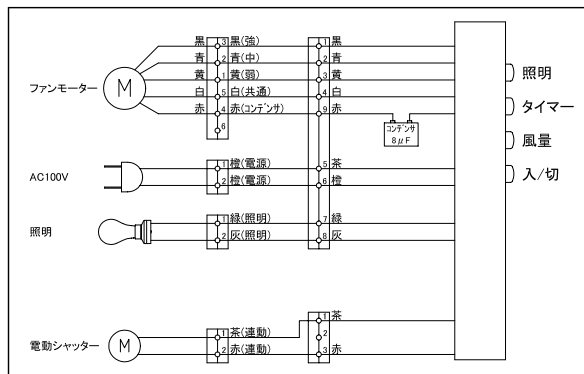 黒 3 黒(強) 1 黒
青 2 青(中) 2 青
黄 1 黄(弱) 3 黄
白 5 白(共通) 4 白
赤 4 赤(コンデンサ) 9 赤
6
ファンモーター
M
コンデンサ
8μF
照明
タイマー
風量
入/切
AC100V
1 橙(電源) 5 茶
2 橙(電源) 6 橙
照明
1 緑(照明) 7 緑
2 灰(照明) 8 灰
電動シャッター
M
1 茶(連動) 1 茶
2
2 赤(連動) 3 赤